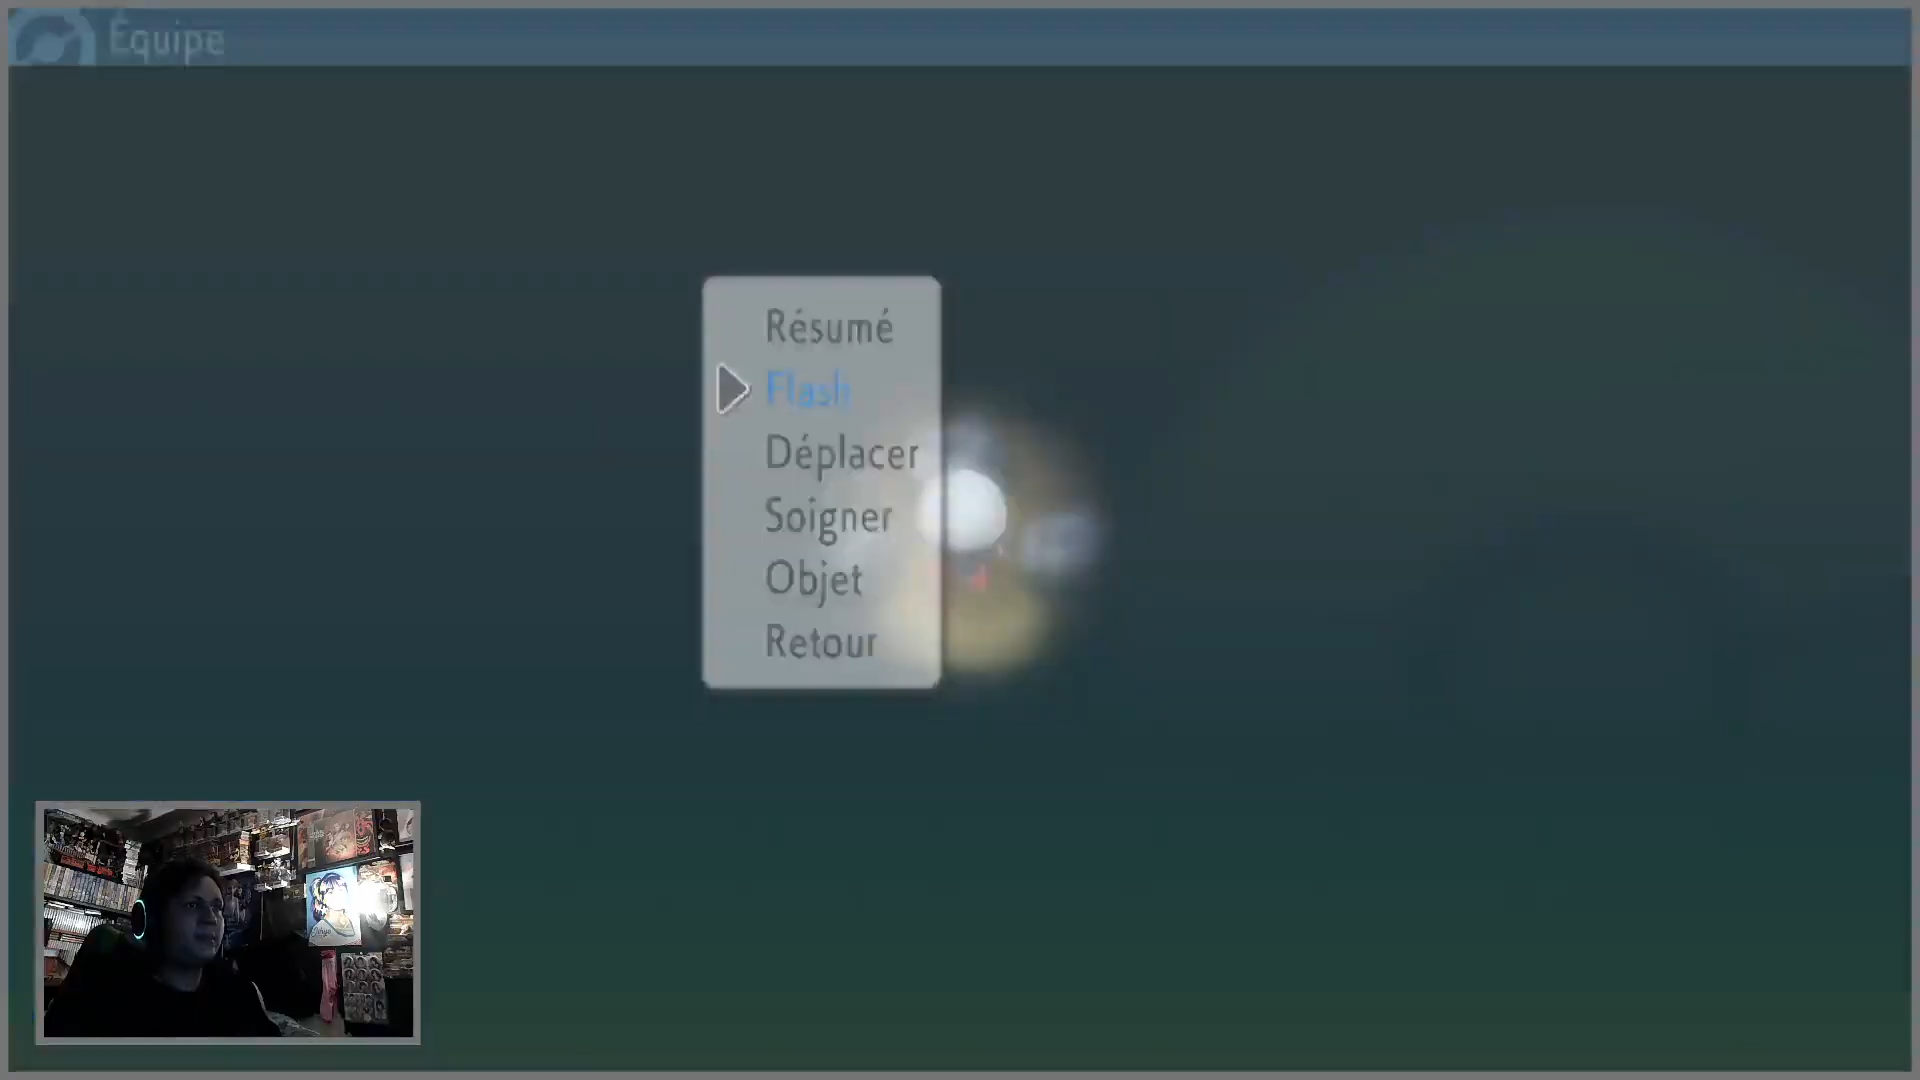 Équipe
Résumé
Flash
Déplacer
Soigner
Objet
Retour